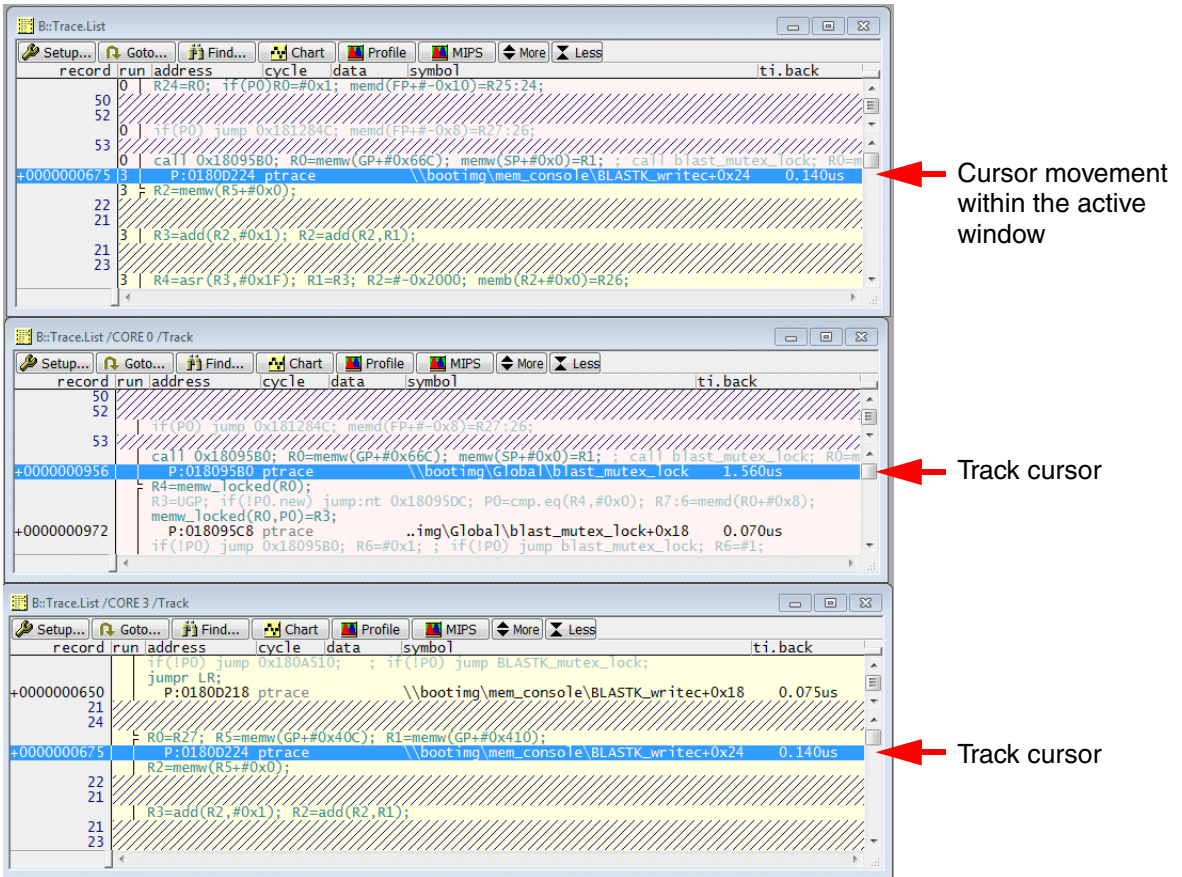 B::Trace.List
Setup... Goto... Find... Chart Profile MIPS More Less
record run address cycle data symbol ti.back
0 R24=R0; if(P0)R0=#0x1; memd(FP+#-0x10)=R25:24;
50
52
0 if(P0) jump 0x181284C; memd(FP+#-0x8)=R27:26;
53
0 call 0x18095B0; R0=memw(GP+#0x66C); memw(SP+#0x0)=R1; ; call blast_mutex_lock; R0=m
+0000000675 3 P:0180D224 ptrace \\bootimg\mem_console\BLASTK_writec+0x24 0.140us
3 R2=memw(R5+#0x0);
22
21
3 R3=add(R2,#0x1); R2=add(R2,R1);
21
23
3 R4=asr(R3,#0x1F); R1=R3; R2=#-0x2000; memb(R2+#0x0)=R26;
Cursor movement
within the active
window
B::Trace.List /CORE 0 /Track
Setup... Goto... Find... Chart Profile MIPS More Less
record run address cycle data symbol ti.back
50
52
if(P0) jump 0x181284C; memd(FP+#-0x8)=R27:26;
53
call 0x18095B0; R0=memw(GP+#0x66C); memw(SP+#0x0)=R1; ; call blast_mutex_lock; R0=m
+0000000956 P:018095B0 ptrace \\bootimg\Global\blast_mutex_lock 1.560us
R4=memw_locked(R0);
R3=UGP; if(!P0.new) jump:nt 0x18095DC; P0=cmp.eq(R4,#0x0); R7:6=memd(R0+#0x8);
memw_locked(R0,P0)=R3;
+0000000972 P:018095C8 ptrace ..img\Global\blast_mutex_lock+0x18 0.070us
if(!P0) jump 0x18095B0; R6=#0x1; ; if(!P0) jump blast_mutex_lock; R6=#1;
Track cursor
B::Trace.List /CORE 3 /Track
Setup... Goto... Find... Chart Profile MIPS More Less
record run address cycle data symbol ti.back
if(!P0) jump 0x180A510; ; if(!P0) jump BLASTK_mutex_lock;
jumpr LR;
+0000000650 P:0180D218 ptrace \\bootimg\mem_console\BLASTK_writec+0x18 0.075us
21
24
R0=R27; R5=memw(GP+#0x40C); R1=memw(GP+#0x410);
+0000000675 P:0180D224 ptrace \\bootimg\mem_console\BLASTK_writec+0x24 0.140us
R2=memw(R5+#0x0);
22
21
R3=add(R2,#0x1); R2=add(R2,R1);
21
23
Track cursor